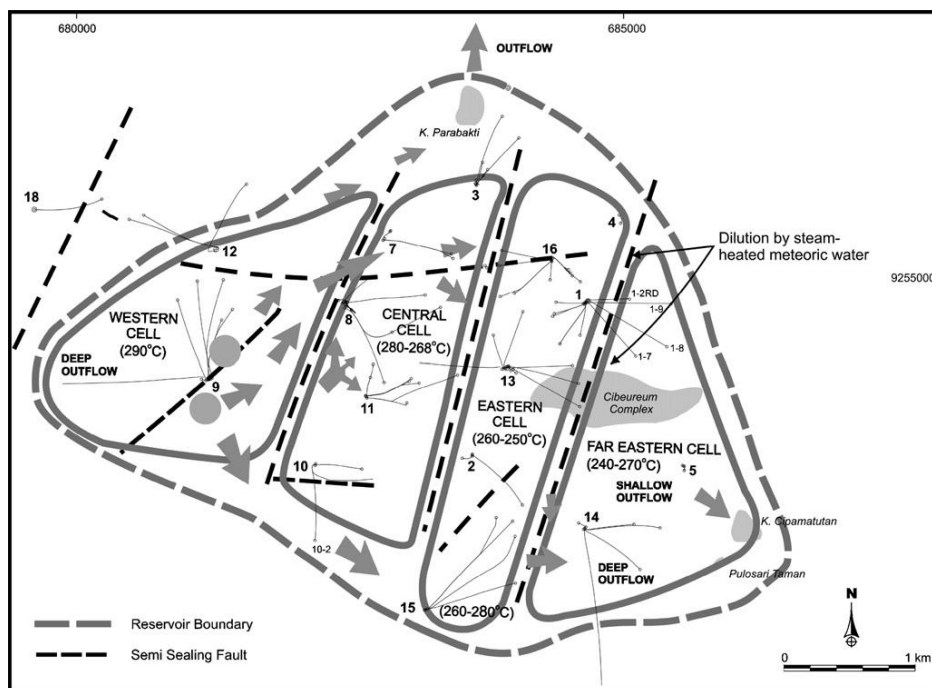 680000
685000
OUTFLOW
K. Parabakti
18
3
4
12
7
16
Dilution by steam-
heated meteoric water
9255000
1
1-2RD
1-9
WESTERN
CELL
(290°C)
8
CENTRAL
CELL
(280-268°C)
1-8
1-7
DEEP
OUTFLOW
9
13
11
EASTERN
CELL
(260-250°C)
Cibeureum
Complex
FAR EASTERN CELL
(240-270°C)
10
2
5
SHALLOW
OUTFLOW
14
K. Cipamatutan
10-2
DEEP
OUTFLOW
Pulosari Taman
15
(260-280°C)
N
Reservoir Boundary
Semi Sealing Fault
0
1 km